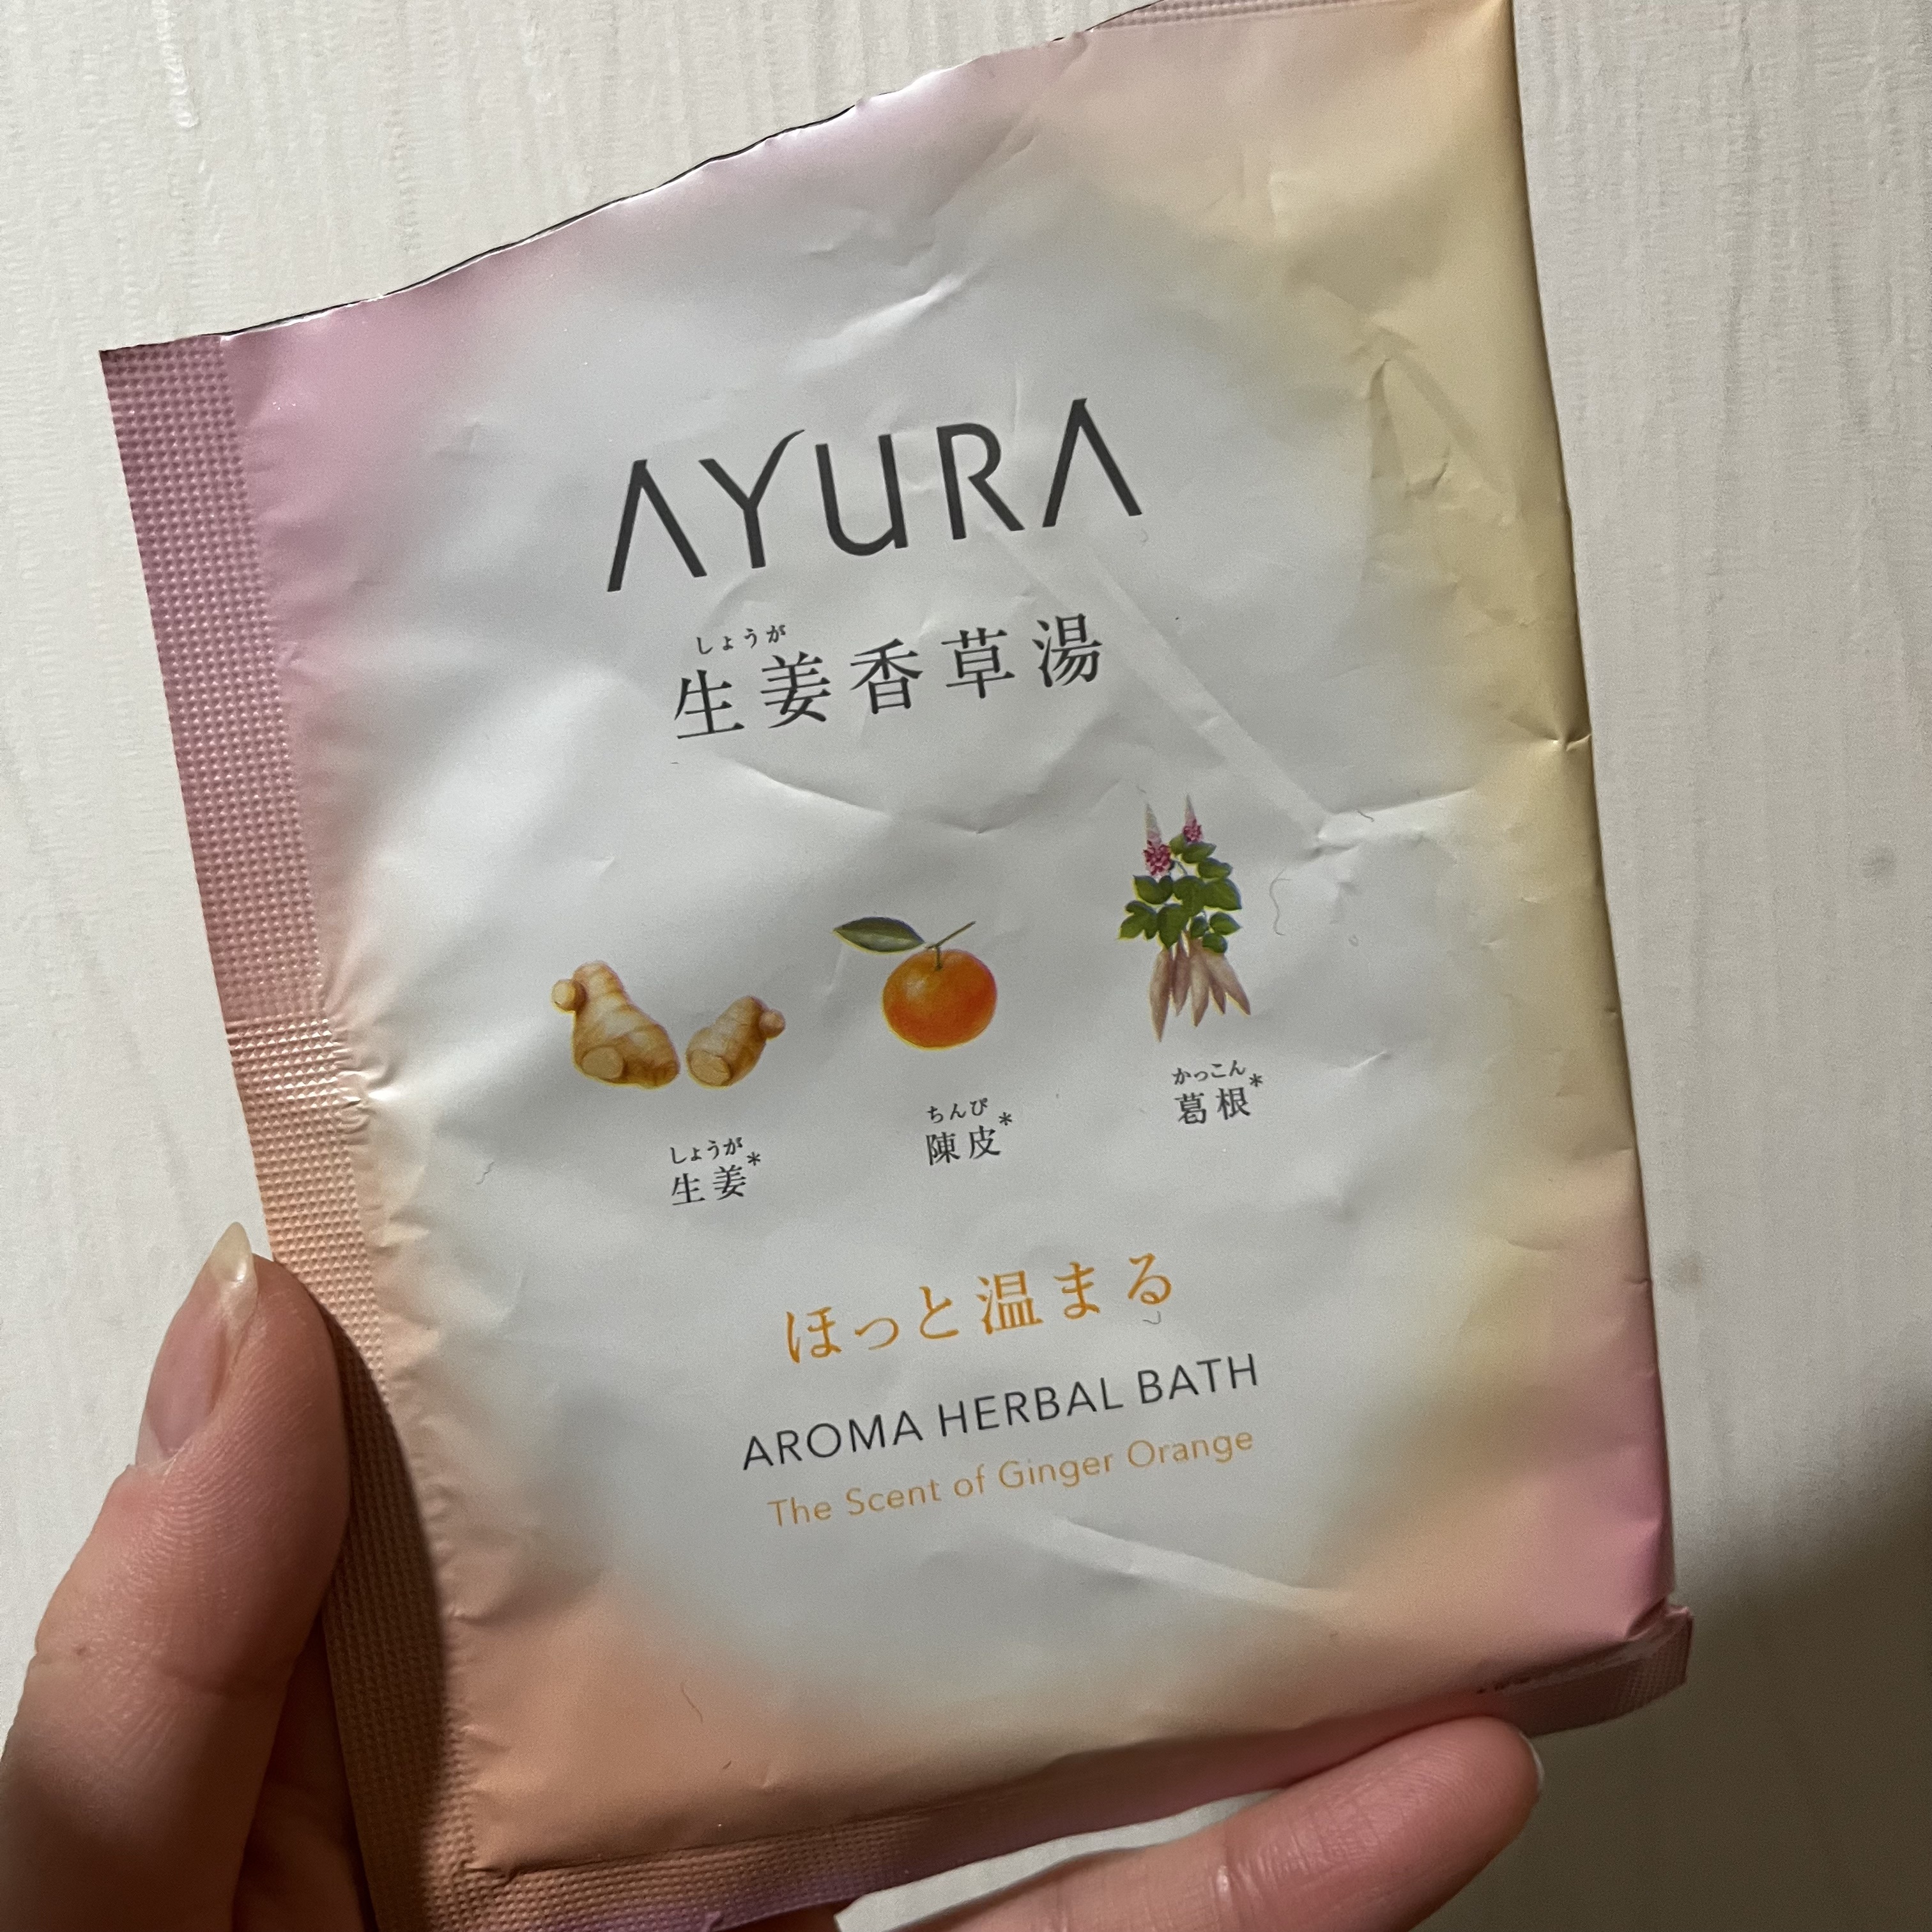 AYURA
しょうが
生姜香草湯
しょうが
生姜*
ちんぴ
陳皮*
かっこん
葛根*
ほっと温まる
AROMA HERBAL BATH
The Scent of Ginger Orange